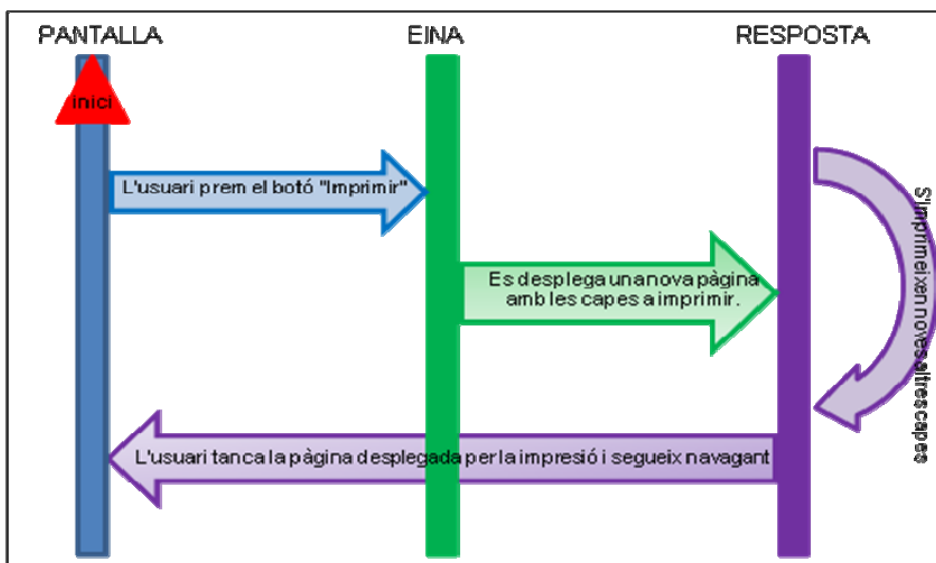 PANTALLA
EINA
RESPOSTA
inici
L'usuari prem el botó "Imprimir"
Es desplega una nova pàgina
amb les capes a imprimir.
S'imprimeixen noves altres capes
L'usuari tanca la pàgina desplegada per la impresió i segueix navagant